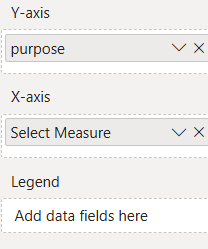 Y-axis
purpose
X-axis
Select Measure
Legend
Add data fields here